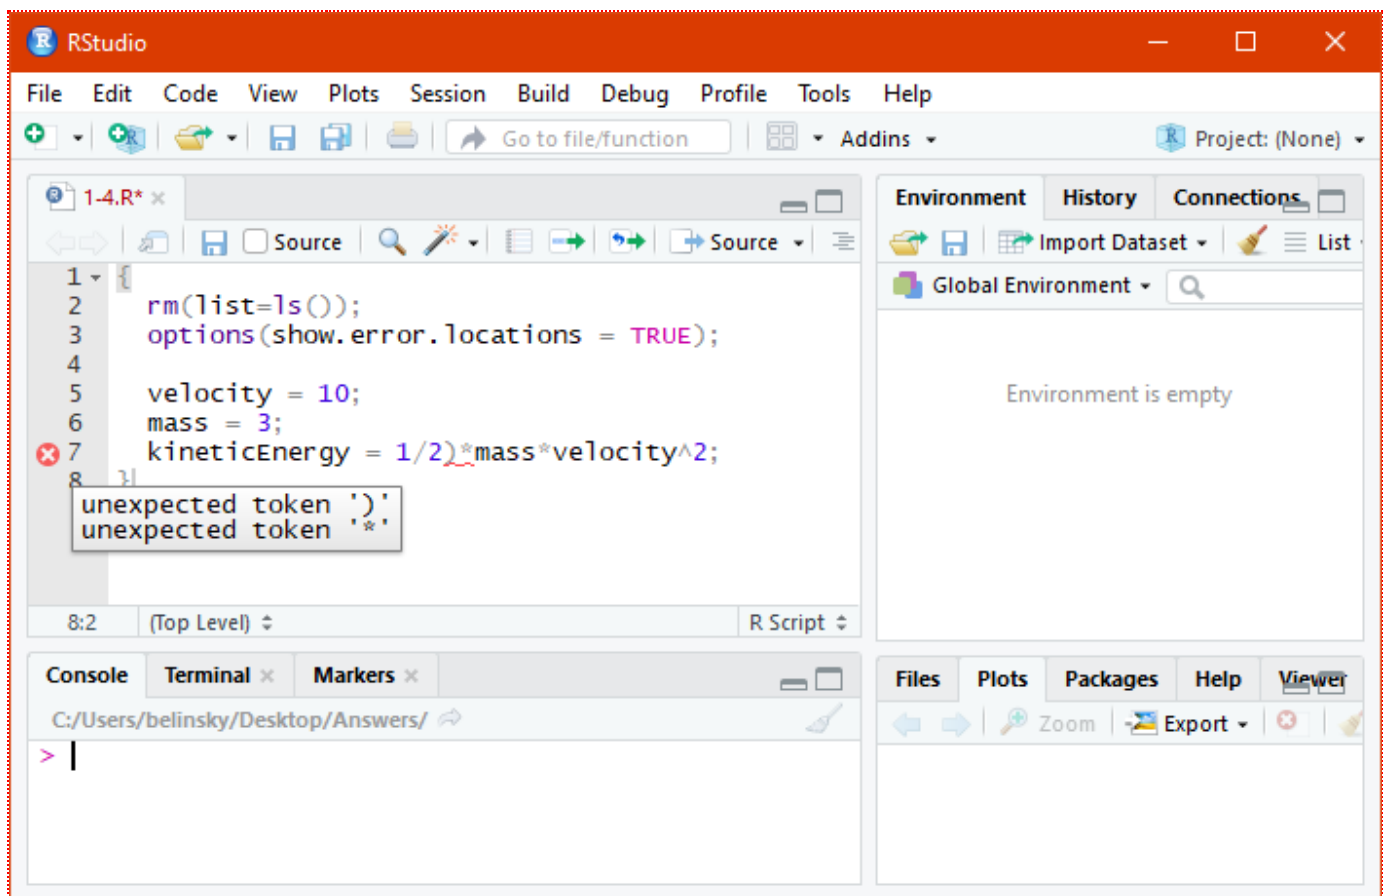 RStudio
File Edit Code View Plots Session Build Debug Profile Tools Help
Go to file/function Addins Project: (None)
1-4.R*
Source Source
1 {
2 rm(list=ls());
3 options(show.error.locations = TRUE);
4
5 velocity = 10;
6 mass = 3;
7 kineticEnergy = 1/2)*mass*velocity^2;
8 }
unexpected token ')'
unexpected token '*'
8:2 (Top Level) R Script
Environment History Connections
Import Dataset List
Global Environment
Environment is empty
Console Terminal Markers
C:/Users/belinsky/Desktop/Answers/
>
Files Plots Packages Help Viewer
Zoom Export